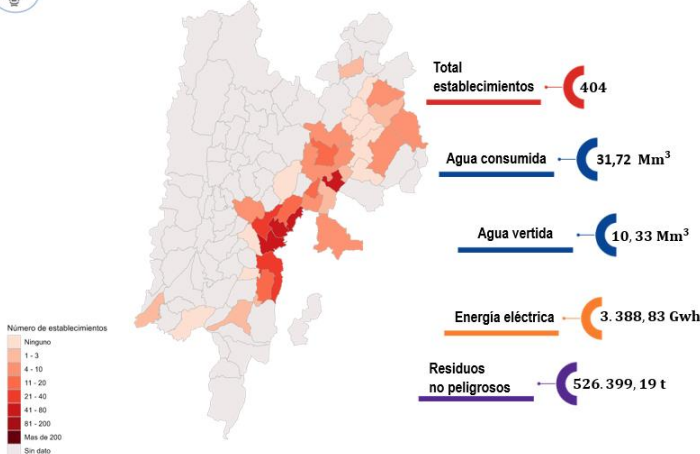 Total
establecimientos
404
Agua consumida
31,72 Mm³
Agua vertida
10,33 Mm³
Energía eléctrica
3.388,83 Gwh
Residuos
no peligrosos
526.399,19 t
Número de establecimientos
Ninguno
1 - 3
4 - 10
11 - 20
21 - 40
41 - 80
81 - 200
Mas de 200
Sin dato